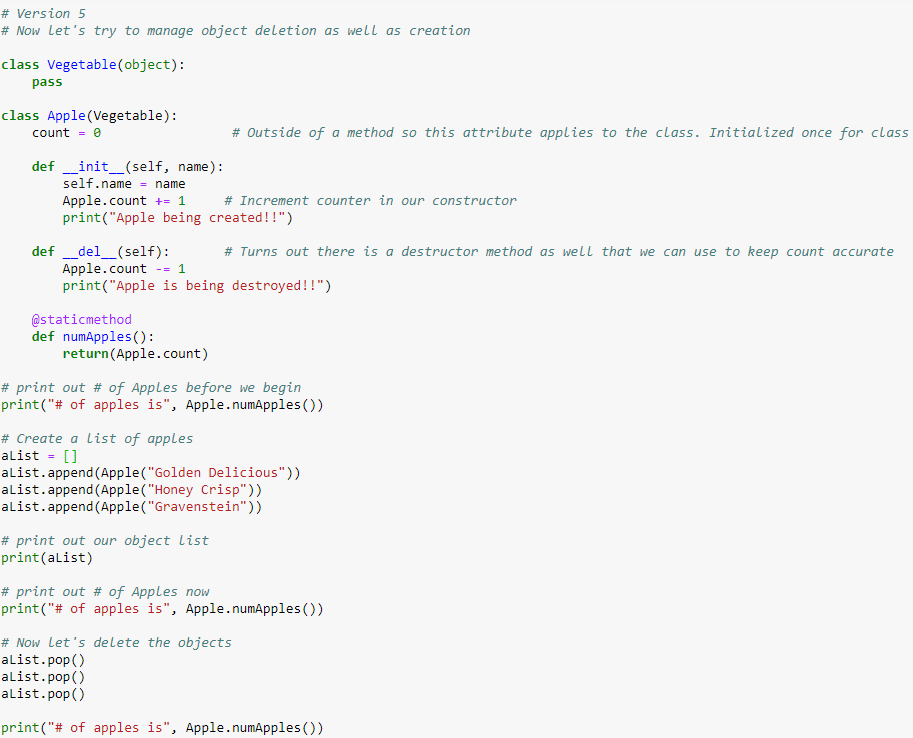 # Version 5
# Now let's try to manage object deletion as well as creation
class Vegetable(object):
    pass
class Apple(Vegetable):
    count = 0                 # Outside of a method so this attribute applies to the class. Initialized once for class
    def __init__(self, name):
        self.name = name
        Apple.count += 1     # Increment counter in our constructor
        print("Apple being created!!")
    def __del__(self):       # Turns out there is a destructor method as well that we can use to keep count accurate
        Apple.count -= 1
        print("Apple is being destroyed!!")
    @staticmethod
    def numApples():
        return(Apple.count)
# print out # of Apples before we begin
print("# of apples is", Apple.numApples())
# Create a list of apples
aList = []
aList.append(Apple("Golden Delicious"))
aList.append(Apple("Honey Crisp"))
aList.append(Apple("Gravenstein"))
# print out our object list
print(aList)
# print out # of Apples now
print("# of apples is", Apple.numApples())
# Now let's delete the objects
aList.pop()
aList.pop()
aList.pop()
print("# of apples is", Apple.numApples())